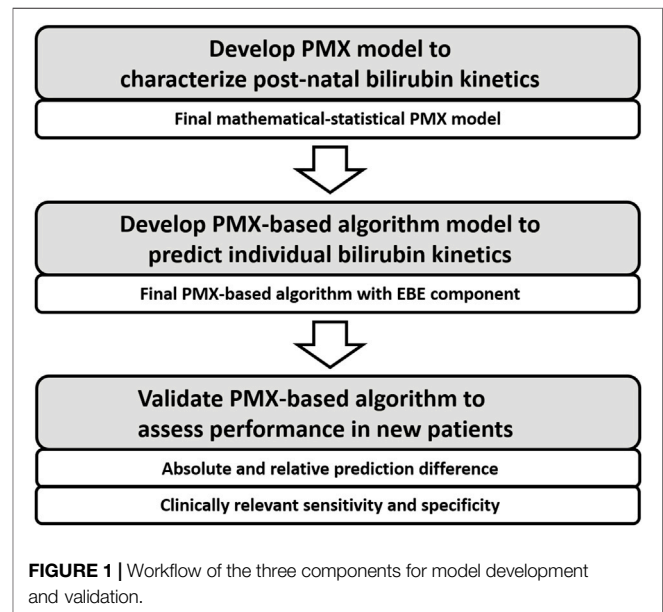 Develop PMX model to
characterize post-natal bilirubin kinetics
Final mathematical-statistical PMX model
Develop PMX-based algorithm model to
predict individual bilirubin kinetics
Final PMX-based algorithm with EBE component
Validate PMX-based algorithm to
assess performance in new patients
Absolute and relative prediction difference
Clinically relevant sensitivity and specificity
FIGURE 1 | Workflow of the three components for model development
and validation.